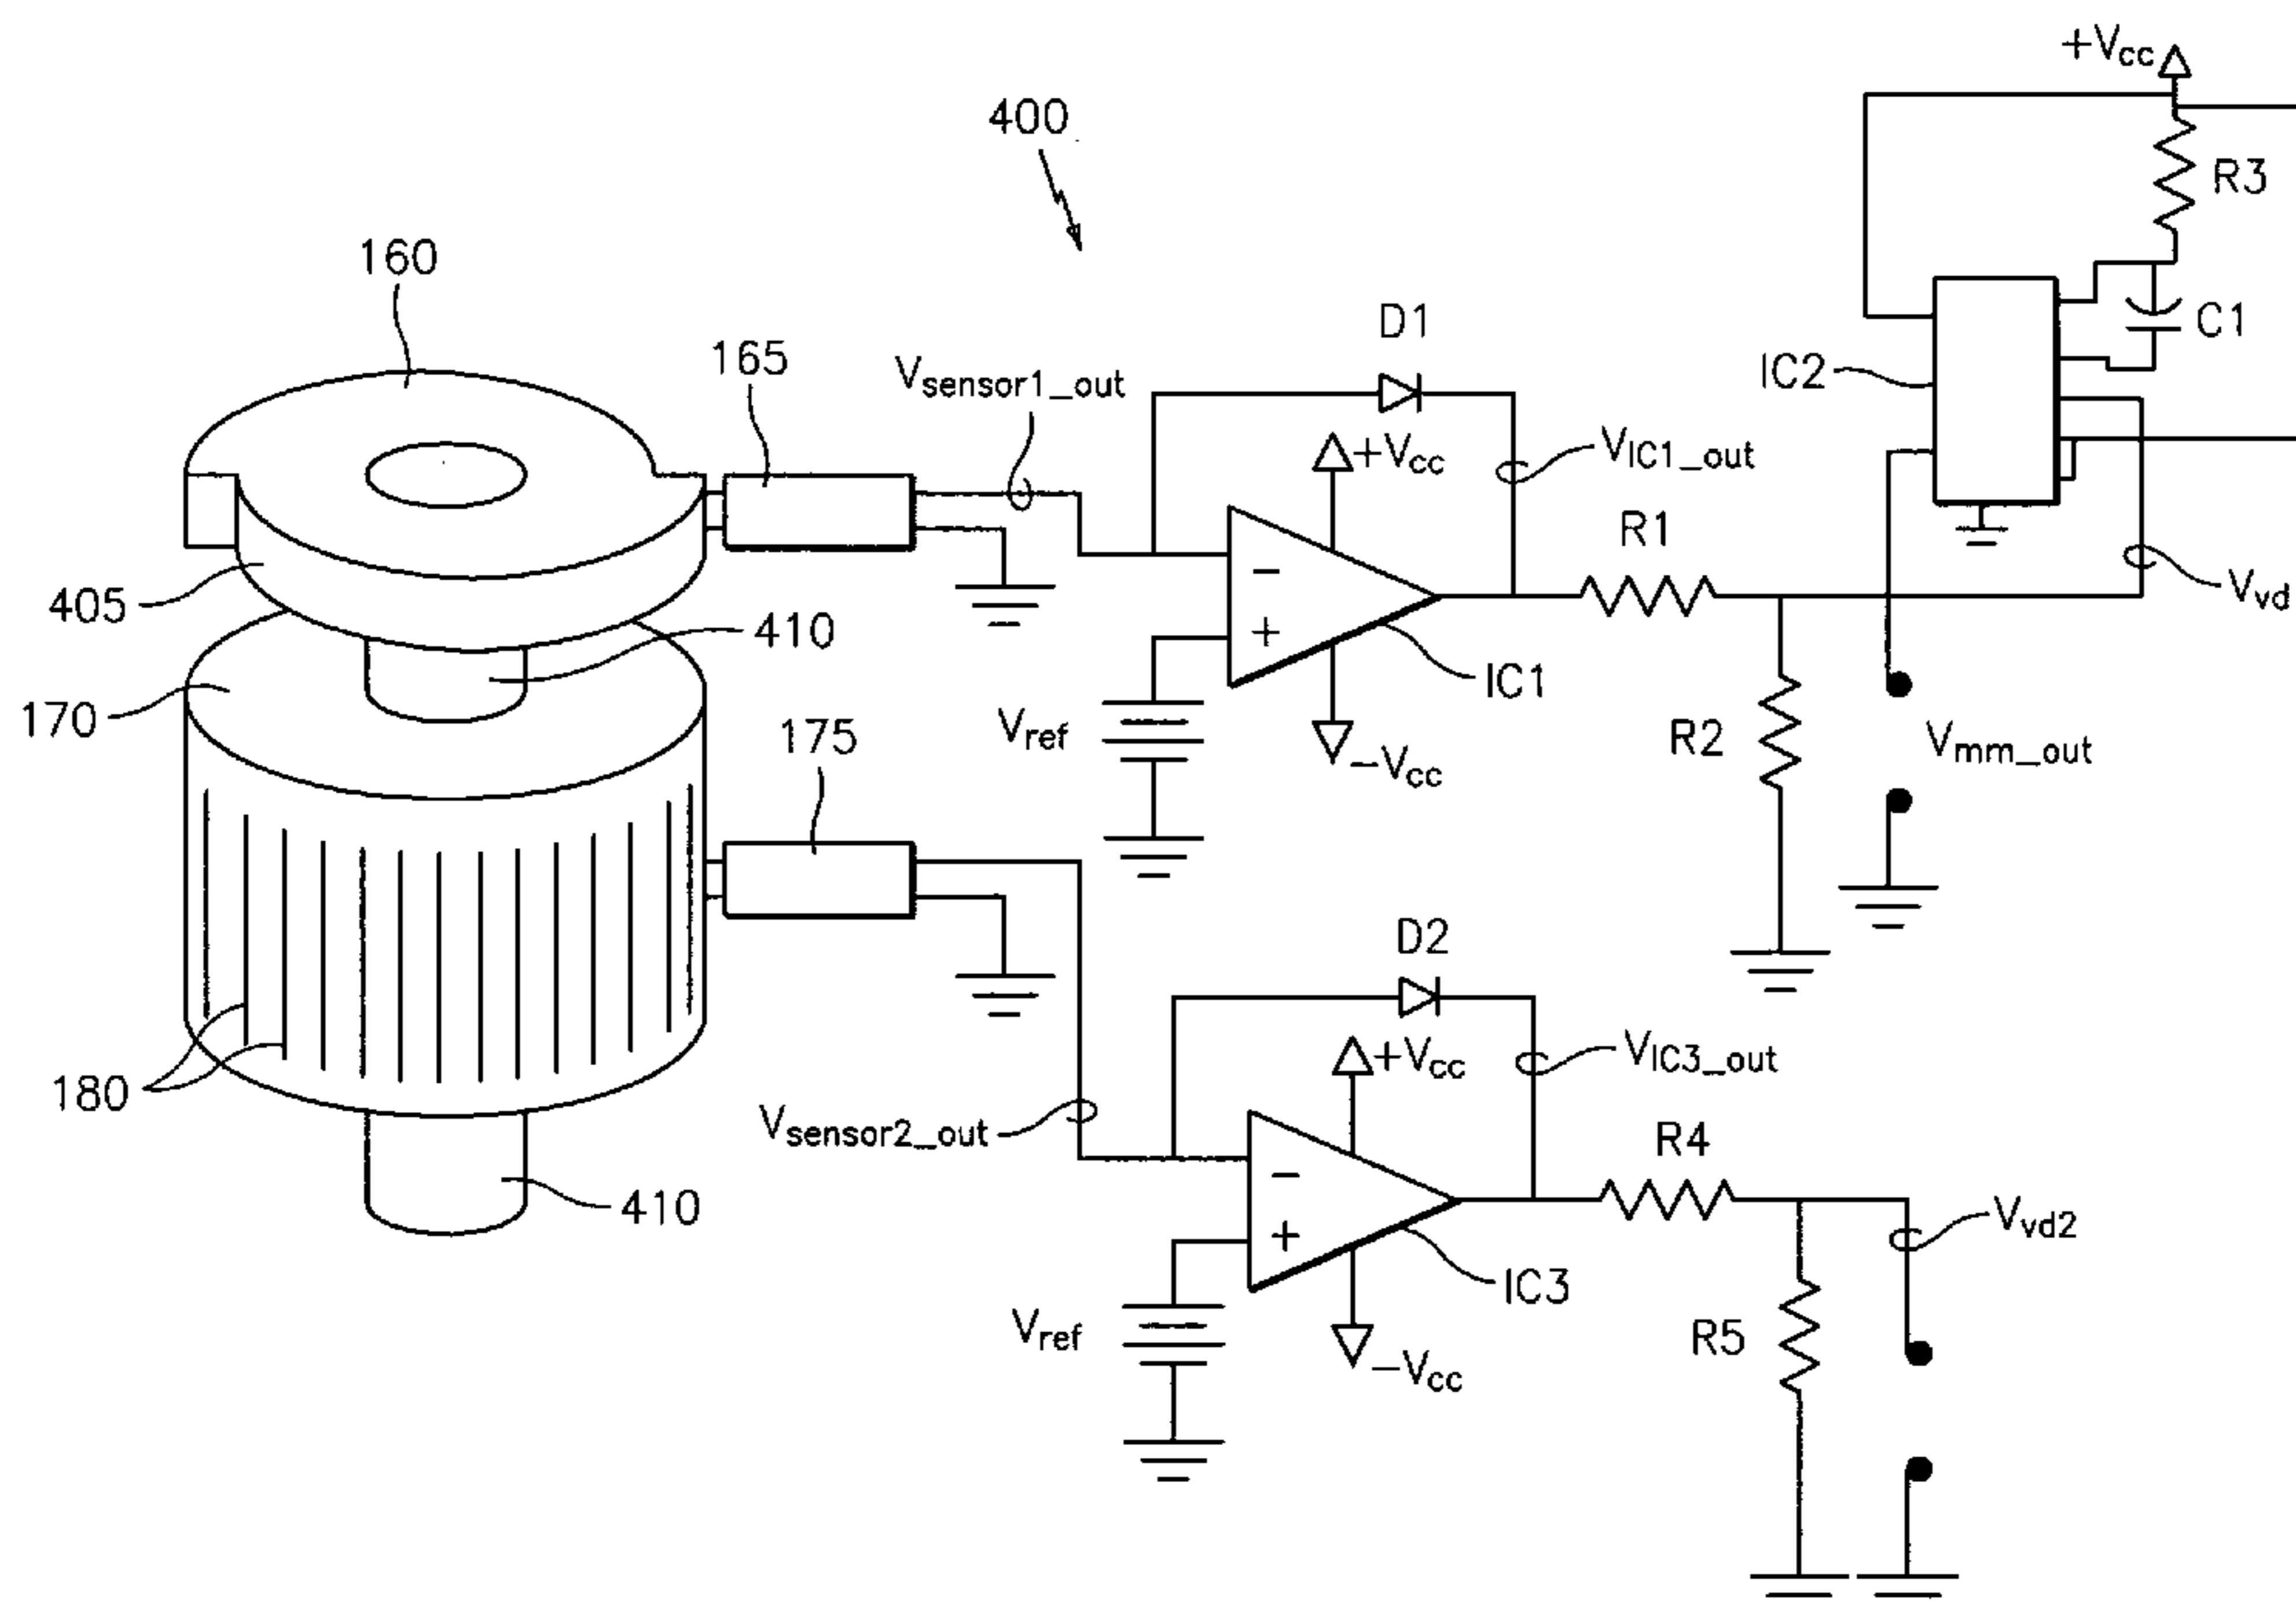 +Vcc
400
R3
160
D1
C1
165
Vsensor1_out
IC2
+Vcc
VIC1_out
R1
−
Vvd
405
410
+
IC1
170
Vref
175
R2
Vmm_out
−Vcc
D2
+Vcc
VIC3_out
180
Vsensor2_out
R4
−
410
Vvd2
+
IC3
Vref
R5
−Vcc